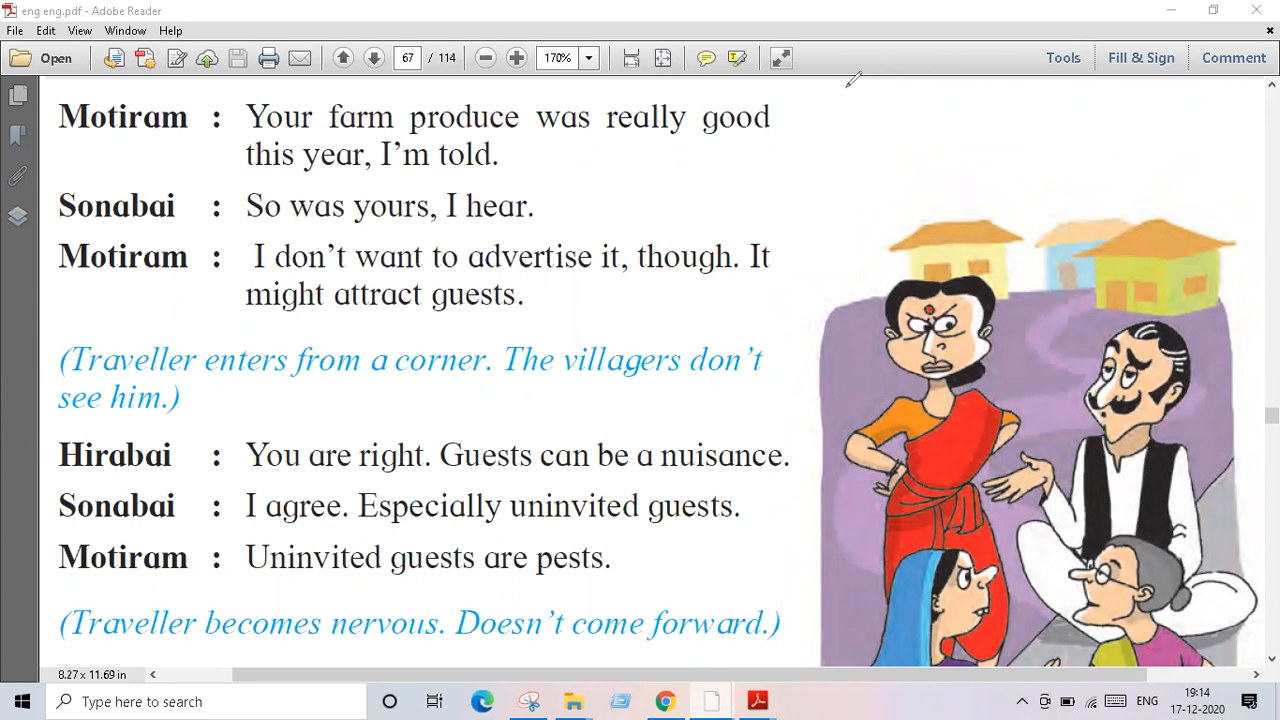 eng eng.pdf - Adobe Reader
File Edit View Window Help
Open 67 / 114 170% Tools Fill & Sign Comment
Motiram : Your farm produce was really good
this year, I'm told.
Sonabai : So was yours, I hear.
Motiram : I don't want to advertise it, though. It
might attract guests.
(Traveller enters from a corner. The villagers don't
see him.)
Hirabai : You are right. Guests can be a nuisance.
Sonabai : I agree. Especially uninvited guests.
Motiram : Uninvited guests are pests.
(Traveller becomes nervous. Doesn't come forward.)
8.27 x 11.69 in
Type here to search
ENG
19:14
17-12-2020